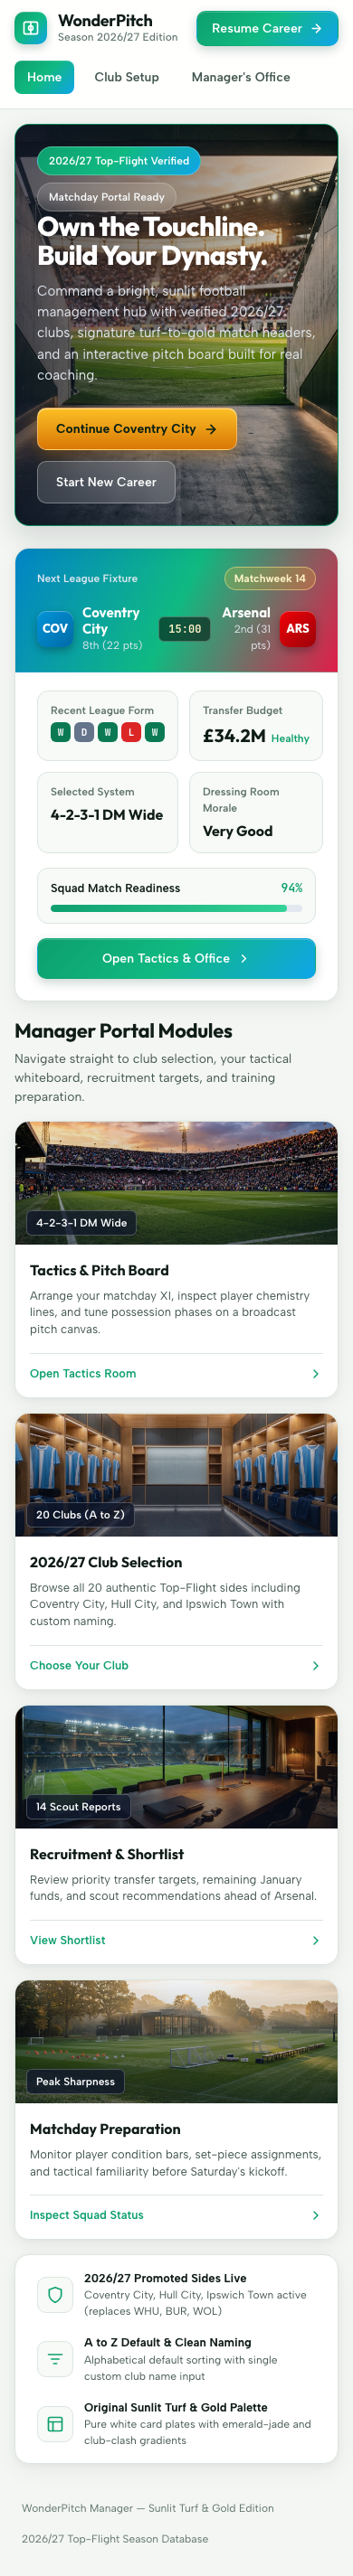 WonderPitch
Season 2026/27 Edition
Resume Career
Home
Club Setup
Manager's Office
2026/27 Top-Flight Verified
Matchday Portal Ready
Own the Touchline.
Build Your Dynasty.
Command a bright, sunlit football
management hub with verified 2026/27
clubs, signature turf-to-gold match headers,
and an interactive pitch board built for real
coaching.
Continue Coventry City
Start New Career
Next League Fixture
Matchweek 14
COV
Coventry
City
8th (22 pts)
15:00
Arsenal
2nd (31
pts)
ARS
Recent League Form
W D W L W
Transfer Budget
£34.2M Healthy
Selected System
4-2-3-1 DM Wide
Dressing Room
Morale
Very Good
Squad Match Readiness
94%
Open Tactics & Office
Manager Portal Modules
Navigate straight to club selection, your tactical
whiteboard, recruitment targets, and training
preparation.
4-2-3-1 DM Wide
Tactics & Pitch Board
Arrange your matchday XI, inspect player chemistry
lines, and tune possession phases on a broadcast
pitch canvas.
Open Tactics Room
20 Clubs (A to Z)
2026/27 Club Selection
Browse all 20 authentic Top-Flight sides including
Coventry City, Hull City, and Ipswich Town with
custom naming.
Choose Your Club
14 Scout Reports
Recruitment & Shortlist
Review priority transfer targets, remaining January
funds, and scout recommendations ahead of Arsenal.
View Shortlist
Peak Sharpness
Matchday Preparation
Monitor player condition bars, set-piece assignments,
and tactical familiarity before Saturday's kickoff.
Inspect Squad Status
2026/27 Promoted Sides Live
Coventry City, Hull City, Ipswich Town active
(replaces WHU, BUR, WOL)
A to Z Default & Clean Naming
Alphabetical default sorting with single
custom club name input
Original Sunlit Turf & Gold Palette
Pure white card plates with emerald-jade and
club-clash gradients
WonderPitch Manager — Sunlit Turf & Gold Edition
2026/27 Top-Flight Season Database